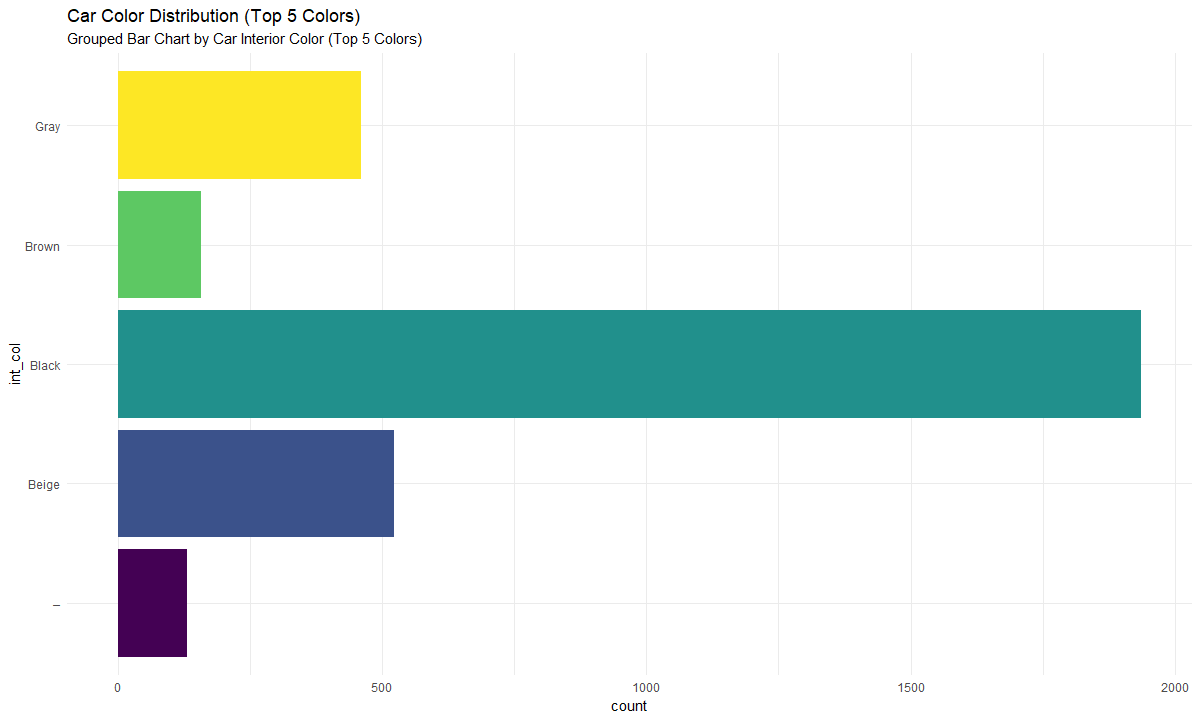 Car Color Distribution (Top 5 Colors)
Grouped Bar Chart by Car Interior Color (Top 5 Colors)
int_col
Gray
Brown
Black
Beige
–
0 500 1000 1500 2000
count